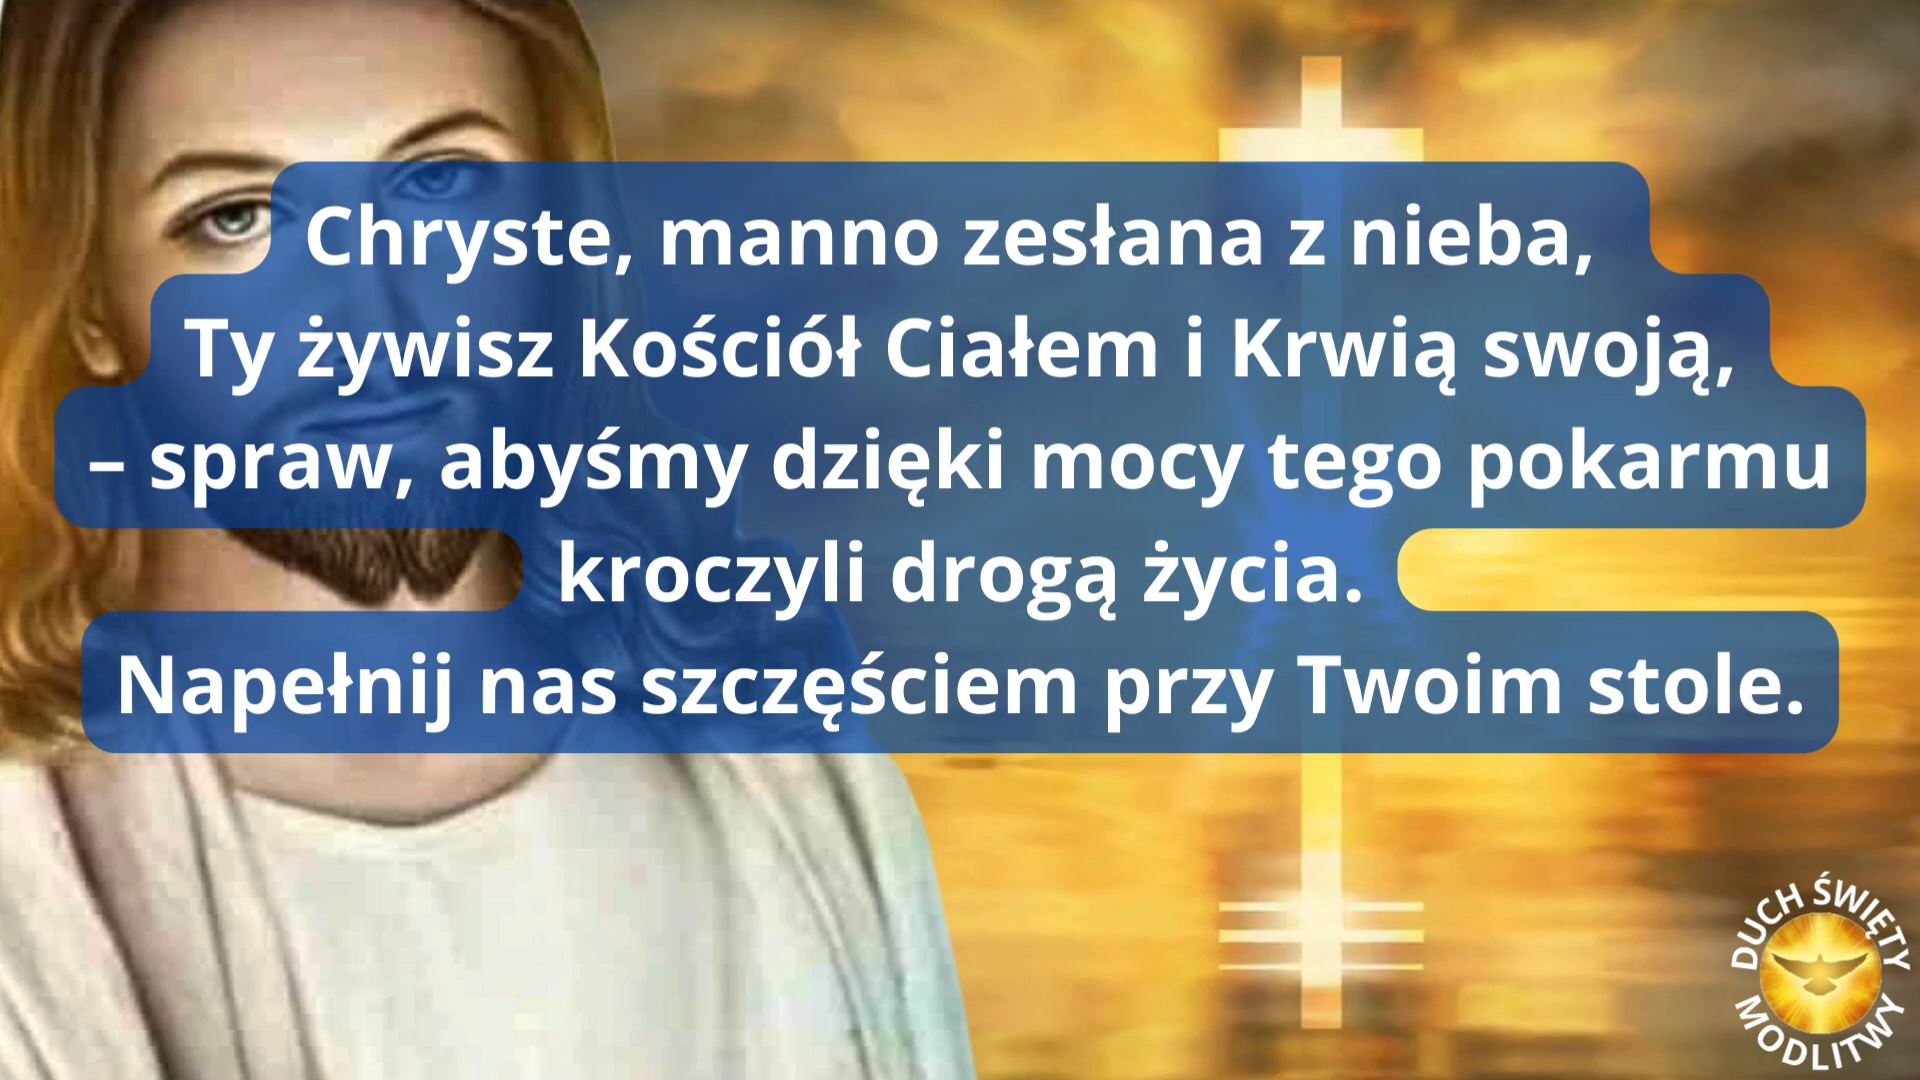 Chryste, manno zesłana z nieba,
Ty żywisz Kościół Ciałem i Krwią swoją,
– spraw, abyśmy dzięki mocy tego pokarmu
kroczyli drogą życia.
Napełnij nas szczęściem przy Twoim stole.
DUCH ŚWIĘTY
MODLITWY